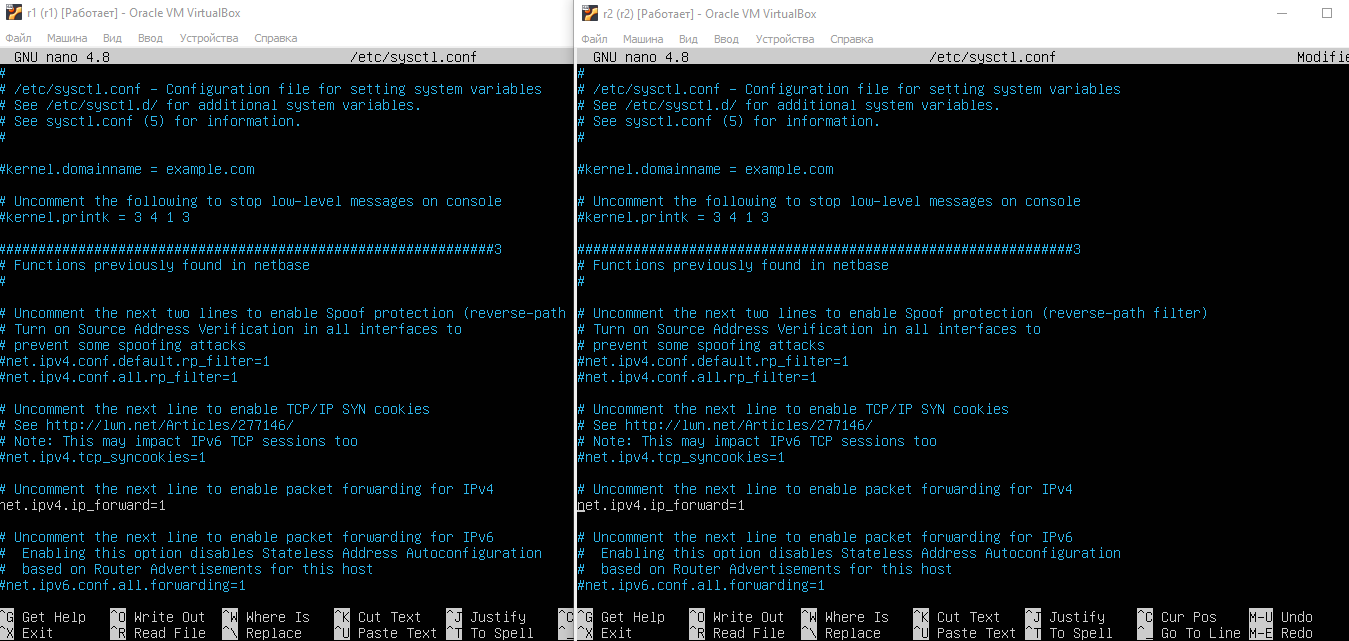 r1 (r1) [Работает] - Oracle VM VirtualBox
Файл Машина Вид Ввод Устройства Справка
GNU nano 4.8 /etc/sysctl.conf
#
# /etc/sysctl.conf - Configuration file for setting system variables
# See /etc/sysctl.d/ for additional system variables.
# See sysctl.conf (5) for information.
#
#kernel.domainname = example.com
# Uncomment the following to stop low-level messages on console
#kernel.printk = 3 4 1 3
##############################################################3
# Functions previously found in netbase
#
# Uncomment the next two lines to enable Spoof protection (reverse-path
# Turn on Source Address Verification in all interfaces to
# prevent some spoofing attacks
#net.ipv4.conf.default.rp_filter=1
#net.ipv4.conf.all.rp_filter=1
# Uncomment the next line to enable TCP/IP SYN cookies
# See http://lwn.net/Articles/277146/
# Note: This may impact IPv6 TCP sessions too
#net.ipv4.tcp_syncookies=1
# Uncomment the next line to enable packet forwarding for IPv4
net.ipv4.ip_forward=1
# Uncomment the next line to enable packet forwarding for IPv6
#  Enabling this option disables Stateless Address Autoconfiguration
#  based on Router Advertisements for this host
#net.ipv6.conf.all.forwarding=1
^G Get Help ^O Write Out ^W Where Is ^K Cut Text ^J Justify ^C
^X Exit ^R Read File ^\ Replace ^U Paste Text ^T To Spell ^_
r2 (r2) [Работает] - Oracle VM VirtualBox
Файл Машина Вид Ввод Устройства Справка
GNU nano 4.8 /etc/sysctl.conf Modifie
#
# /etc/sysctl.conf - Configuration file for setting system variables
# See /etc/sysctl.d/ for additional system variables.
# See sysctl.conf (5) for information.
#
#kernel.domainname = example.com
# Uncomment the following to stop low-level messages on console
#kernel.printk = 3 4 1 3
##############################################################3
# Functions previously found in netbase
#
# Uncomment the next two lines to enable Spoof protection (reverse-path filter)
# Turn on Source Address Verification in all interfaces to
# prevent some spoofing attacks
#net.ipv4.conf.default.rp_filter=1
#net.ipv4.conf.all.rp_filter=1
# Uncomment the next line to enable TCP/IP SYN cookies
# See http://lwn.net/Articles/277146/
# Note: This may impact IPv6 TCP sessions too
#net.ipv4.tcp_syncookies=1
# Uncomment the next line to enable packet forwarding for IPv4
net.ipv4.ip_forward=1
# Uncomment the next line to enable packet forwarding for IPv6
#  Enabling this option disables Stateless Address Autoconfiguration
#  based on Router Advertisements for this host
#net.ipv6.conf.all.forwarding=1
^G Get Help ^O Write Out ^W Where Is ^K Cut Text ^J Justify ^C Cur Pos M-U Undo
^X Exit ^R Read File ^\ Replace ^U Paste Text ^T To Spell ^_ Go To Line M-E Redo